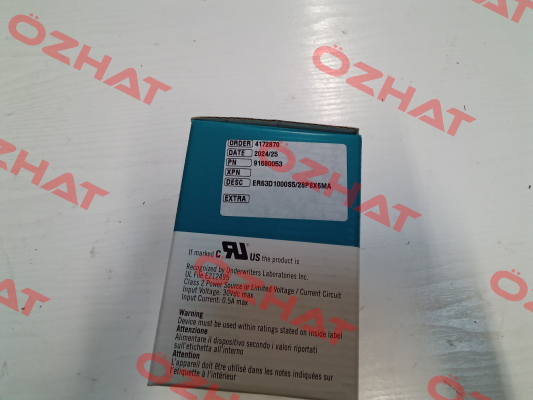 ÖZHAT
ORDER 4172870
DATE 2024/25
PN 91680053
XPN
DESC ER63D1000S5/28P8X6MA
EXTRA
If marked C RU US the product is
Recognized by Underwriters Laboratories Inc.
UL File E212495
Class 2 Power Source or Limited Voltage / Current Circuit
Input Voltage: 30Vdc max
Input Current: 0.5A max
Warning
Device must be used within ratings stated on inside label
Attenzione
Alimentare il dispositivo secondo i valori riportati
sull'etichetta all'interno
Attention
L'appareil doit être utilisé dans les notes indiquées sur
l'étiquette à l'intérieur
ÖZHAT
ÖZHAT
ÖZHAT
ÖZHAT
ÖZHAT